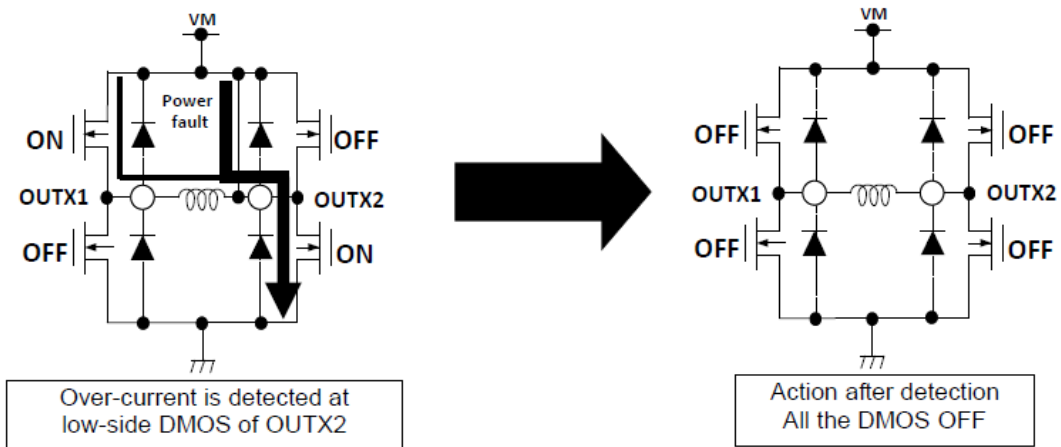 VM
Power
fault
ON
OFF
OUTX1
OUTX2
OFF
ON
Over-current is detected at
low-side DMOS of OUTX2
VM
OFF
OFF
OUTX1
OUTX2
OFF
OFF
Action after detection
All the DMOS OFF